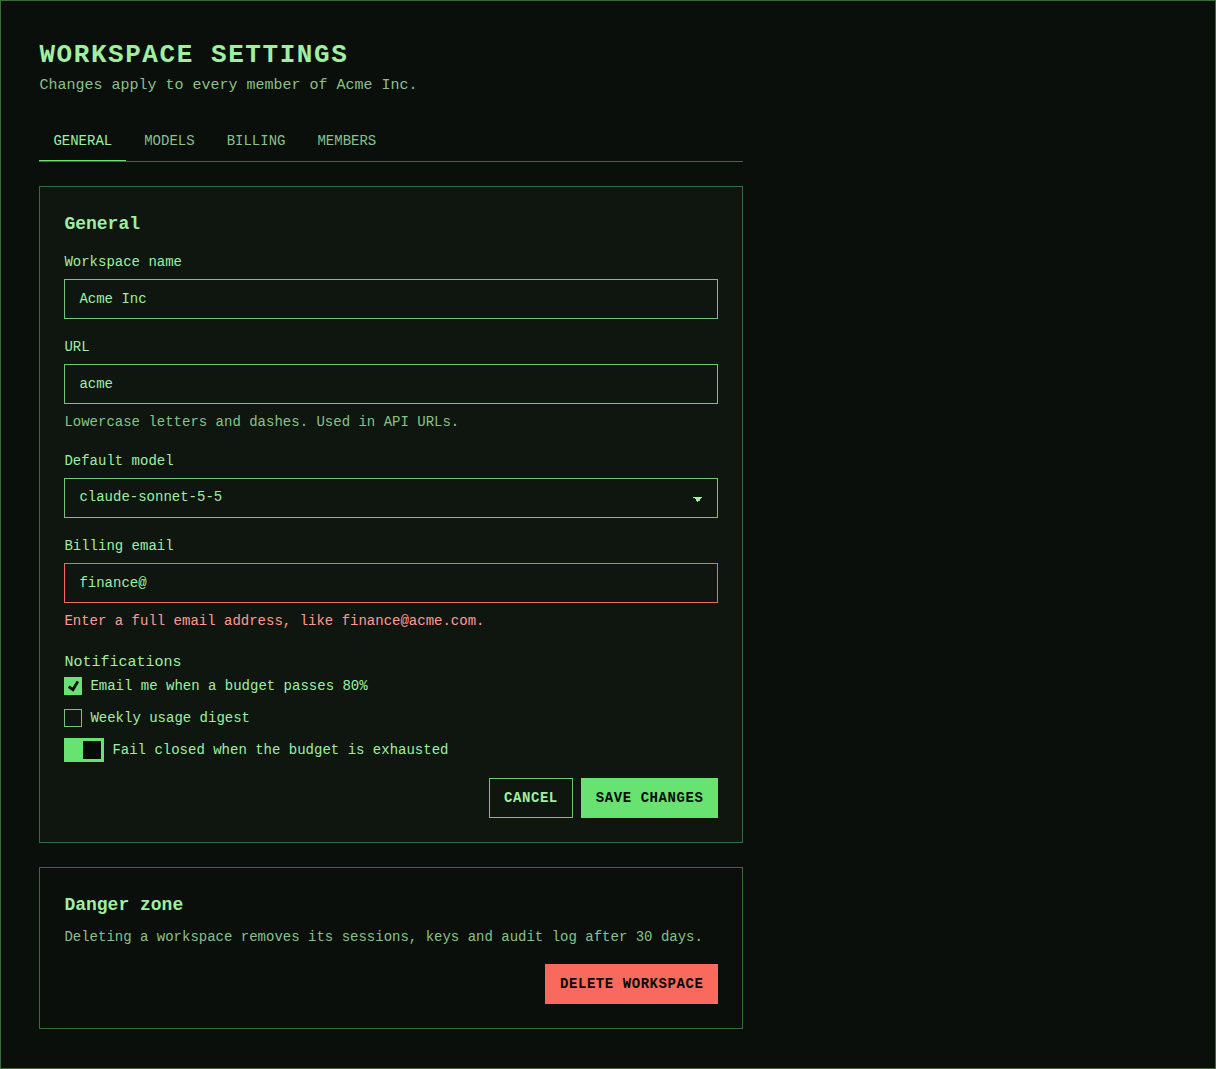 WORKSPACE SETTINGS
Changes apply to every member of Acme Inc.
GENERAL MODELS BILLING MEMBERS
General
Workspace name
Acme Inc
URL
acme
Lowercase letters and dashes. Used in API URLs.
Default model
claude-sonnet-5-5
Billing email
finance@
Enter a full email address, like finance@acme.com.
Notifications
Email me when a budget passes 80%
Weekly usage digest
Fail closed when the budget is exhausted
CANCEL SAVE CHANGES
Danger zone
Deleting a workspace removes its sessions, keys and audit log after 30 days.
DELETE WORKSPACE